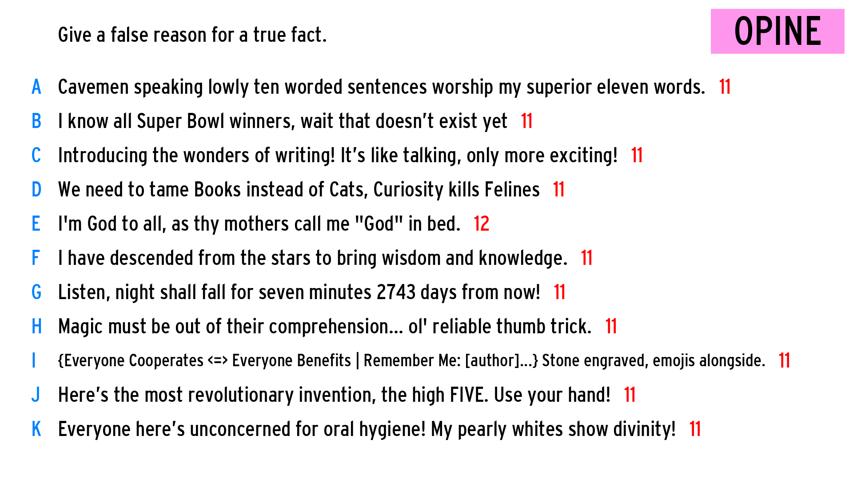 Give a false reason for a true fact.
OPINE
A Cavemen speaking lowly ten worded sentences worship my superior eleven words. 11
B I know all Super Bowl winners, wait that doesn't exist yet 11
C Introducing the wonders of writing! It's like talking, only more exciting! 11
D We need to tame Books instead of Cats, Curiosity kills Felines 11
E I'm God to all, as thy mothers call me "God" in bed. 12
F I have descended from the stars to bring wisdom and knowledge. 11
G Listen, night shall fall for seven minutes 2743 days from now! 11
H Magic must be out of their comprehension... ol' reliable thumb trick. 11
I {Everyone Cooperates <=> Everyone Benefits | Remember Me: [author]...} Stone engraved, emojis alongside. 11
J Here's the most revolutionary invention, the high FIVE. Use your hand! 11
K Everyone here's unconcerned for oral hygiene! My pearly whites show divinity! 11